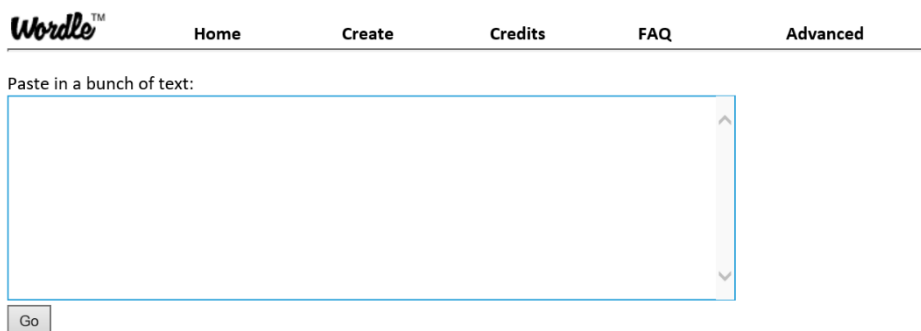 Wordle™ Home Create Credits FAQ Advanced
Paste in a bunch of text:
Go